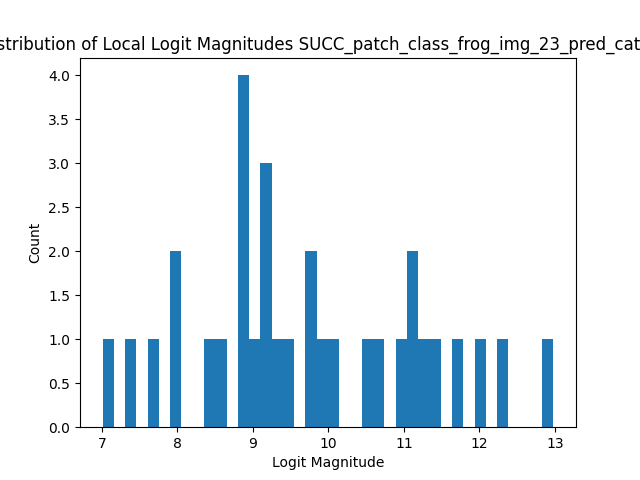 stribution of Local Logit Magnitudes SUCC_patch_class_frog_img_23_pred_cat
4.0
3.5
3.0
2.5
2.0
1.5
1.0
0.5
0.0
Count
7 8 9 10 11 12 13
Logit Magnitude